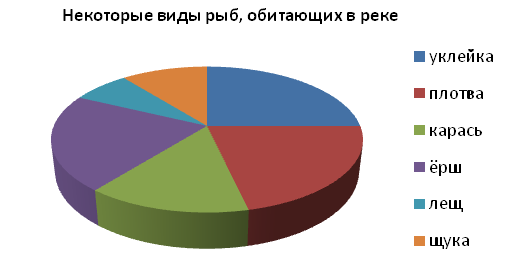 Некоторые виды рыб, обитающих в реке
уклейка
плотва
карась
ёрш
лещ
щука